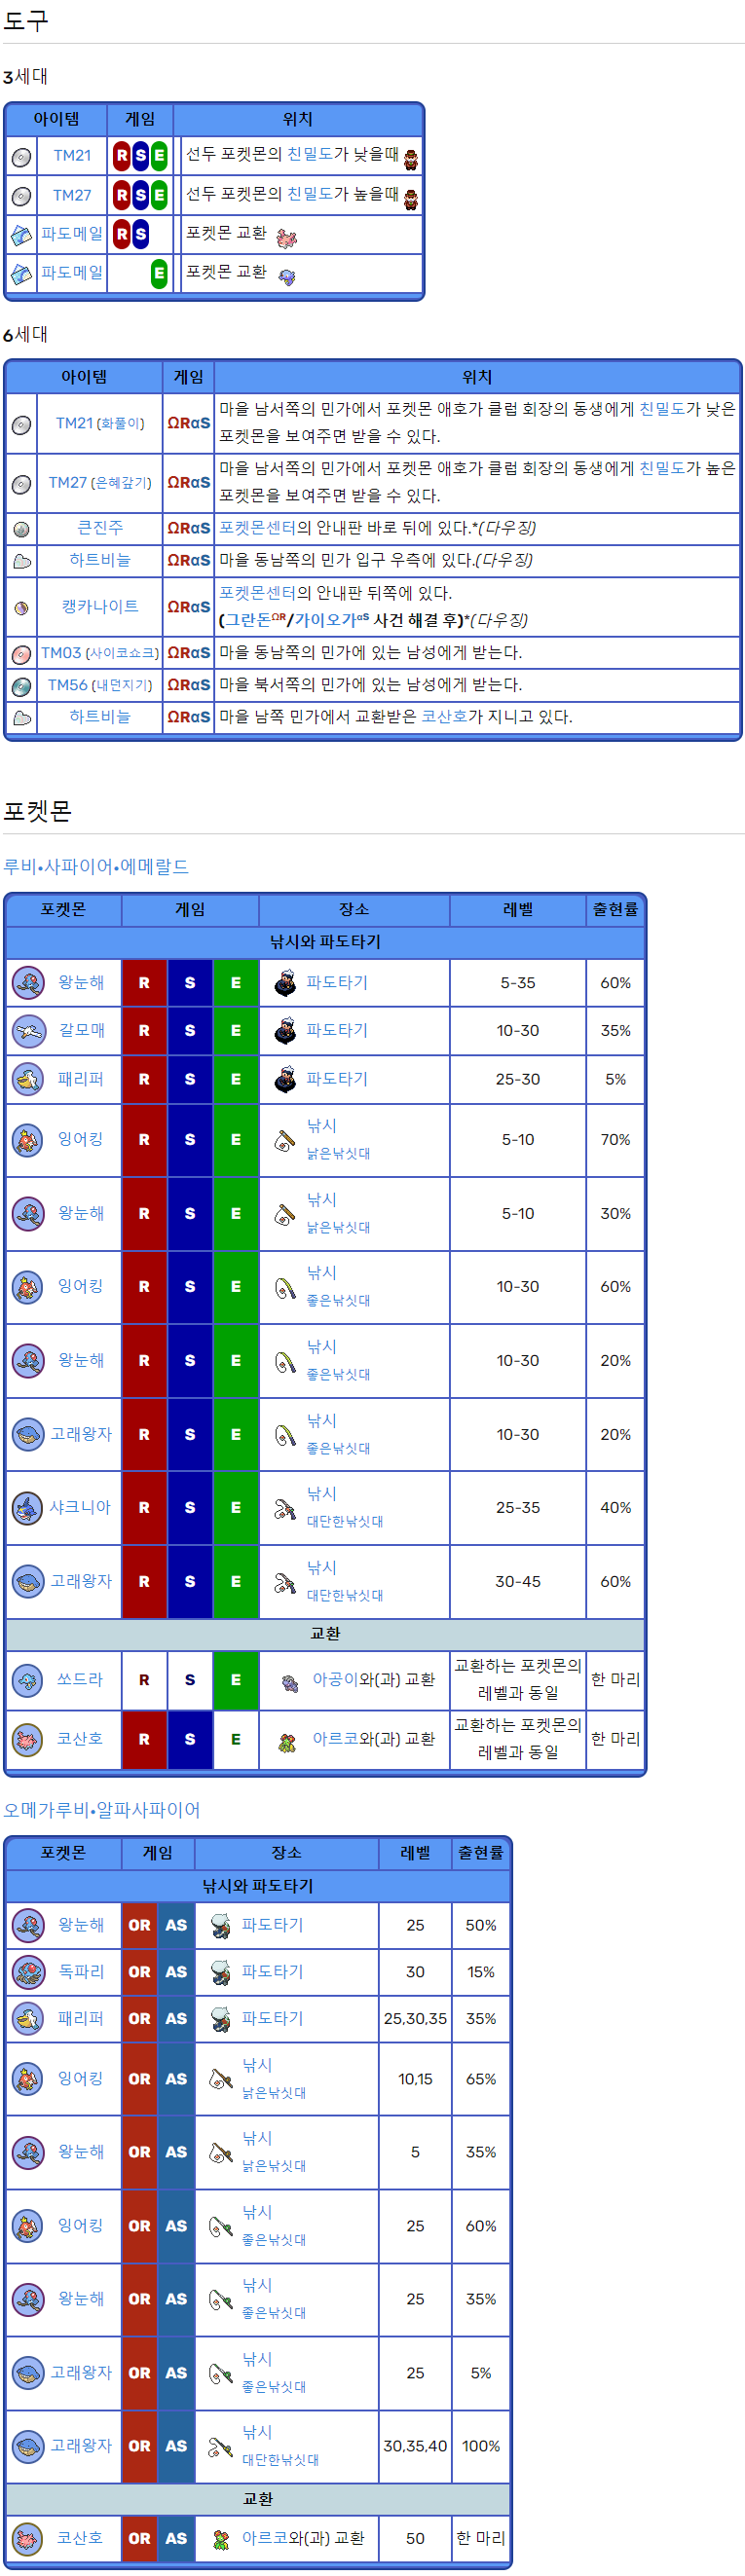 도구
3세대
아이템 게임 위치
TM21 R S E 선두 포켓몬의 친밀도가 낮을때
TM27 R S E 선두 포켓몬의 친밀도가 높을때
파도메일 R S 포켓몬 교환
파도메일 E 포켓몬 교환
6세대
아이템 게임 위치
TM21 (화풀이) ΩRαS 마을 남서쪽의 민가에서 포켓몬 애호가 클럽 회장의 동생에게 친밀도가 낮은
포켓몬을 보여주면 받을 수 있다.
TM27 (은혜갚기) ΩRαS 마을 남서쪽의 민가에서 포켓몬 애호가 클럽 회장의 동생에게 친밀도가 높은
포켓몬을 보여주면 받을 수 있다.
큰진주 ΩRαS 포켓몬센터의 안내판 바로 뒤에 있다.*(다우징)
하트비늘 ΩRαS 마을 동남쪽의 민가 입구 우측에 있다.(다우징)
캥카나이트 ΩRαS 포켓몬센터의 안내판 뒤쪽에 있다.
(그란돈ΩR/가이오가αS 사건 해결 후)*(다우징)
TM03 (사이코쇼크) ΩRαS 마을 동남쪽의 민가에 있는 남성에게 받는다.
TM56 (내던지기) ΩRαS 마을 북서쪽의 민가에 있는 남성에게 받는다.
하트비늘 ΩRαS 마을 남쪽 민가에서 교환받은 코산호가 지니고 있다.
포켓몬
루비•사파이어•에메랄드
포켓몬 게임 장소 레벨 출현률
낚시와 파도타기
왕눈해 R S E 파도타기 5-35 60%
갈모매 R S E 파도타기 10-30 35%
패리퍼 R S E 파도타기 25-30 5%
잉어킹 R S E 낚시 5-10 70%
낡은낚싯대
왕눈해 R S E 낚시 5-10 30%
낡은낚싯대
잉어킹 R S E 낚시 10-30 60%
좋은낚싯대
왕눈해 R S E 낚시 10-30 20%
좋은낚싯대
고래왕자 R S E 낚시 10-30 20%
좋은낚싯대
샤크니아 R S E 낚시 25-35 40%
대단한낚싯대
고래왕자 R S E 낚시 30-45 60%
대단한낚싯대
교환
쏘드라 R S E 아공이와(과) 교환 교환하는 포켓몬의 한 마리
레벨과 동일
코산호 R S E 아르코와(과) 교환 교환하는 포켓몬의 한 마리
레벨과 동일
오메가루비•알파사파이어
포켓몬 게임 장소 레벨 출현률
낚시와 파도타기
왕눈해 OR AS 파도타기 25 50%
독파리 OR AS 파도타기 30 15%
패리퍼 OR AS 파도타기 25,30,35 35%
잉어킹 OR AS 낚시 10,15 65%
낡은낚싯대
왕눈해 OR AS 낚시 5 35%
낡은낚싯대
잉어킹 OR AS 낚시 25 60%
좋은낚싯대
왕눈해 OR AS 낚시 25 35%
좋은낚싯대
고래왕자 OR AS 낚시 25 5%
좋은낚싯대
고래왕자 OR AS 낚시 30,35,40 100%
대단한낚싯대
교환
코산호 OR AS 아르코와(과) 교환 50 한 마리